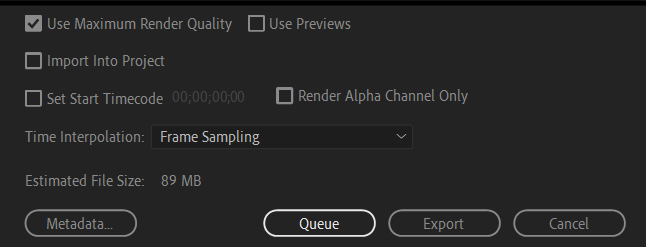 Use Maximum Render Quality Use Previews
Import Into Project
Set Start Timecode 00;00;00;00 Render Alpha Channel Only
Time Interpolation: Frame Sampling
Estimated File Size: 89 MB
Metadata... Queue Export Cancel